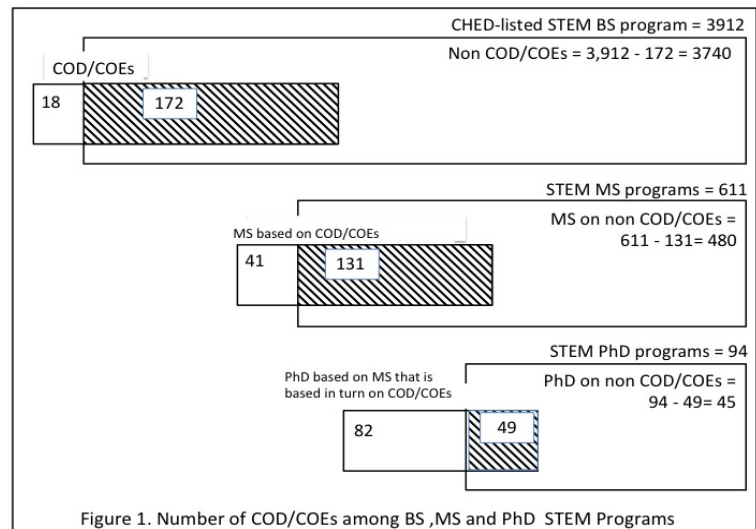 CHED-listed STEM BS program = 3912
Non COD/COEs = 3,912 - 172 = 3740
COD/COEs
18
172
STEM MS programs = 611
MS on non COD/COEs =
611 - 131= 480
MS based on COD/COEs
41
131
STEM PhD programs = 94
PhD on non COD/COEs =
94 - 49= 45
PhD based on MS that is
based in turn on COD/COEs
82
49
Figure 1. Number of COD/COEs among BS ,MS and PhD STEM Programs